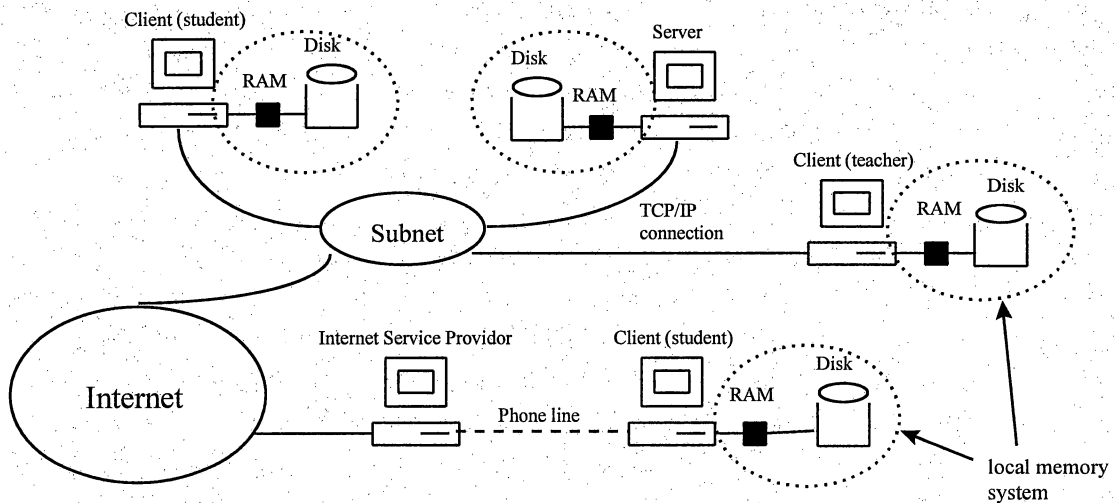 Client (student)
Disk
RAM
Server
Disk
RAM
Client (teacher)
Disk
RAM
Subnet
TCP/IP
connection
Internet Service Providor
Client (student)
Disk
RAM
Internet
Phone line
local memory
system